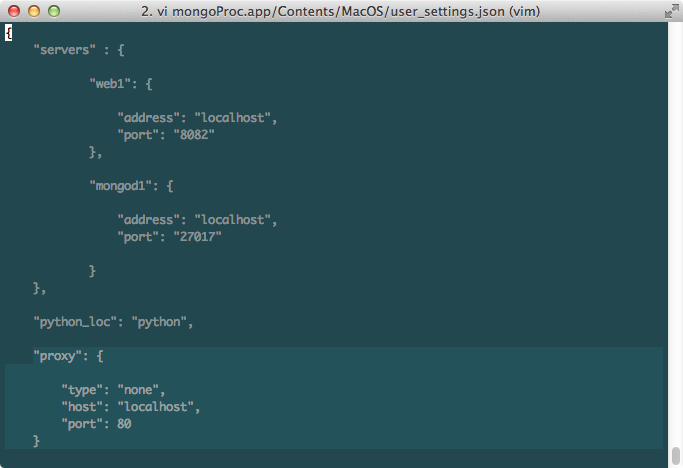 2. vi mongoProc.app/Contents/MacOS/user_settings.json (vim)
{
"servers" : {
"web1": {
"address": "localhost",
"port": "8082"
},
"mongod1": {
"address": "localhost",
"port": "27017"
}
},
"python_loc": "python",
"proxy": {
"type": "none",
"host": "localhost",
"port": 80
}